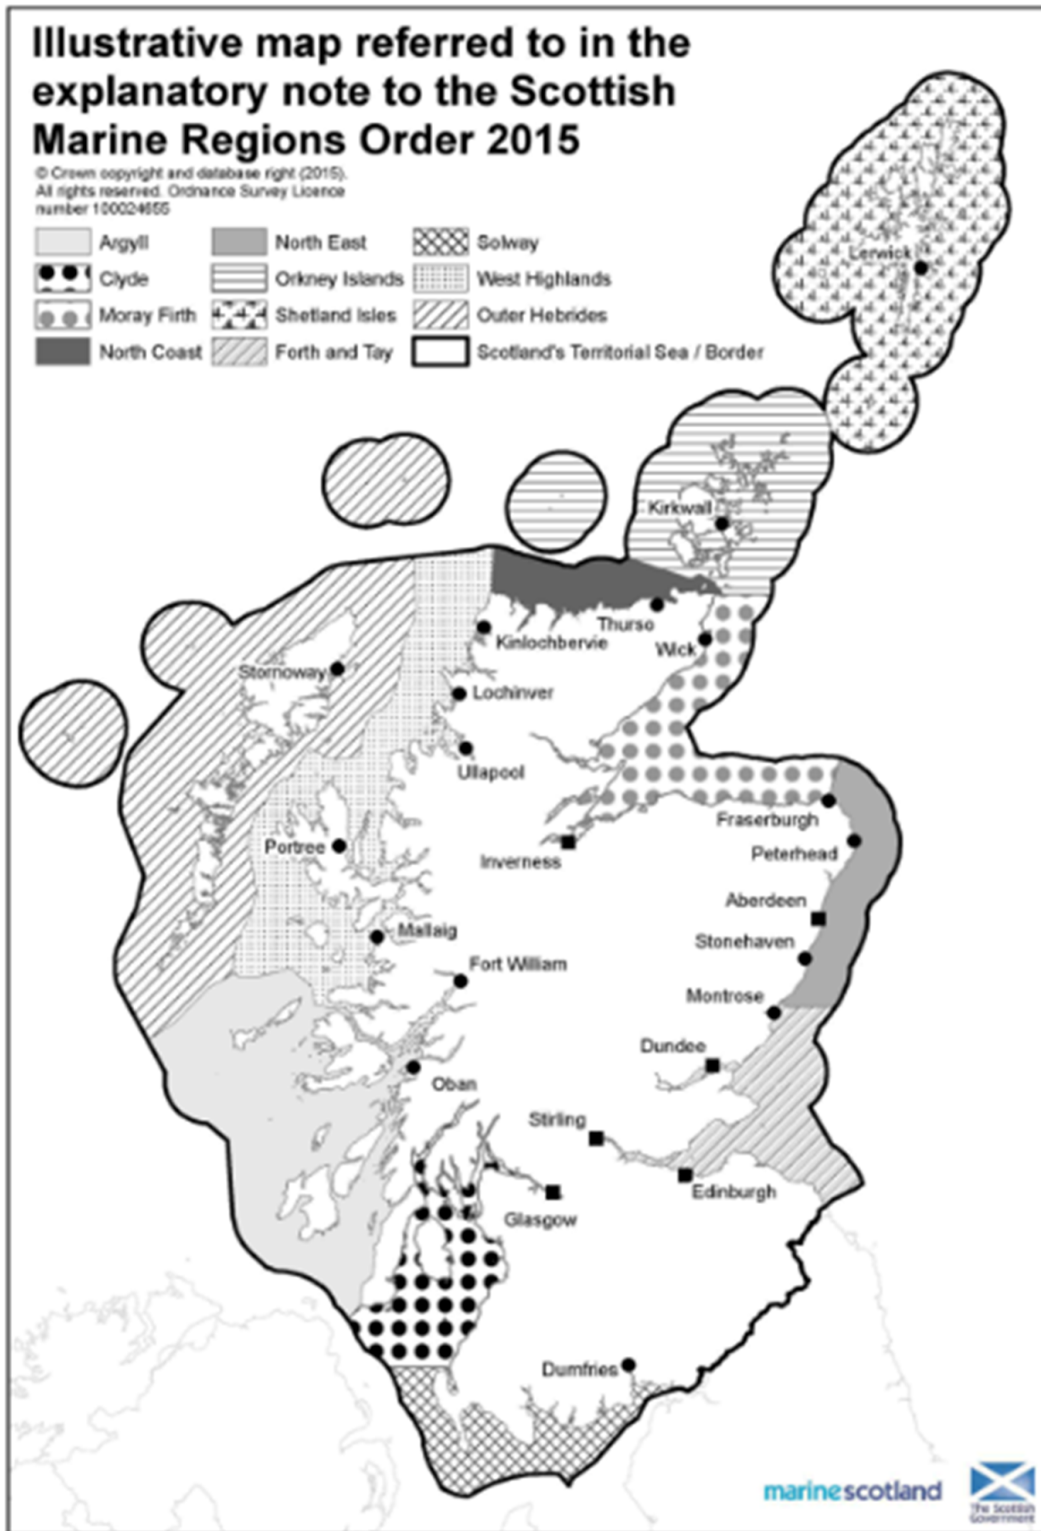 Illustrative map referred to in the
explanatory note to the Scottish
Marine Regions Order 2015
© Crown copyright and database right (2015).
All rights reserved. Ordnance Survey Licence
number 100024655
Argyll
North East
Solway
Clyde
Orkney Islands
West Highlands
Moray Firth
Shetland Isles
Outer Hebrides
North Coast
Forth and Tay
Scotland's Territorial Sea / Border
Lerwick
Kirkwall
Thurso
Kinlochbervie
Wick
Stornoway
Lochinver
Ullapool
Fraserburgh
Portree
Inverness
Peterhead
Aberdeen
Mallaig
Stonehaven
Fort William
Montrose
Dundee
Oban
Stirling
Edinburgh
Glasgow
Dumfries
marinescotland
The Scottish
Government